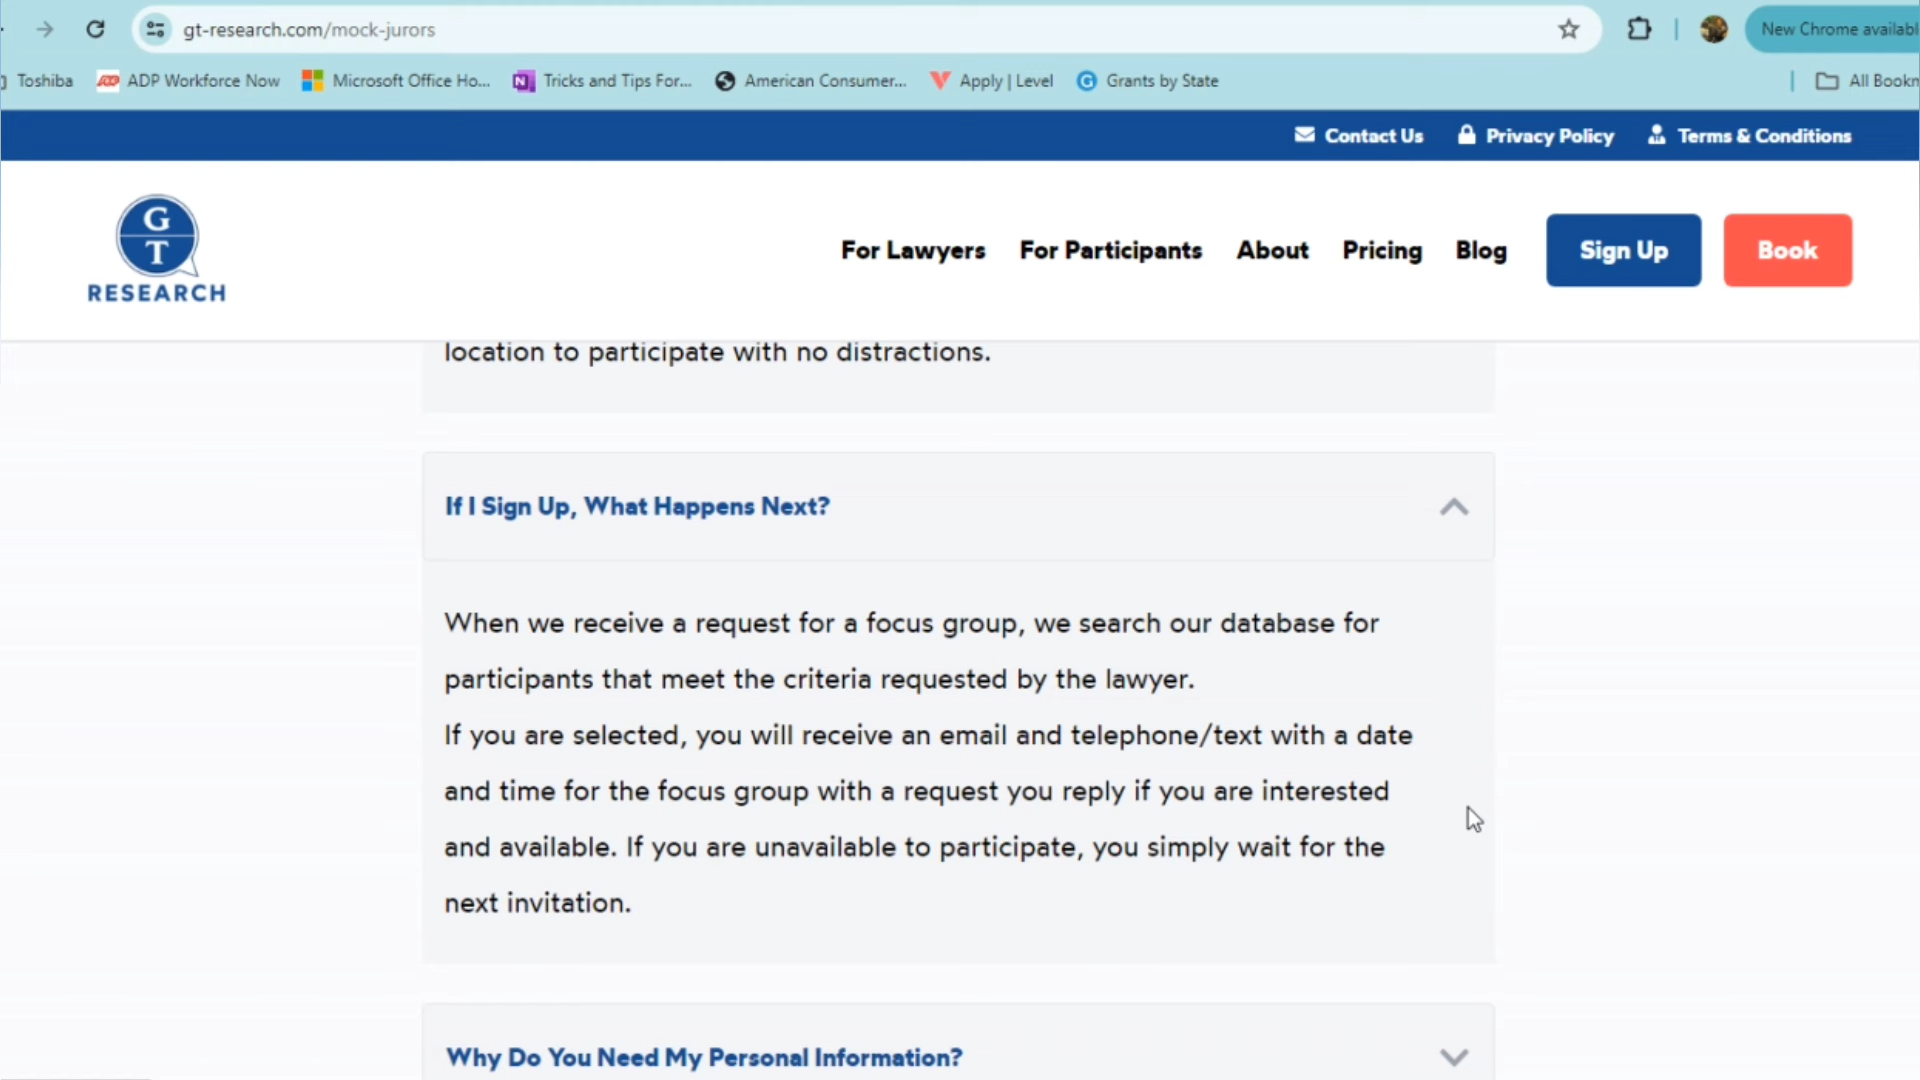 gt-research.com/mock-jurors
New Chrome availabl
Toshiba
ADP Workforce Now
Microsoft Office Ho...
Tricks and Tips For...
American Consumer...
Apply | Level
Grants by State
All Bookn
Contact Us
Privacy Policy
Terms & Conditions
G
T
RESEARCH
For Lawyers
For Participants
About
Pricing
Blog
Sign Up
Book
location to participate with no distractions.
If I Sign Up, What Happens Next?
When we receive a request for a focus group, we search our database for
participants that meet the criteria requested by the lawyer.
If you are selected, you will receive an email and telephone/text with a date
and time for the focus group with a request you reply if you are interested
and available. If you are unavailable to participate, you simply wait for the
next invitation.
Why Do You Need My Personal Information?